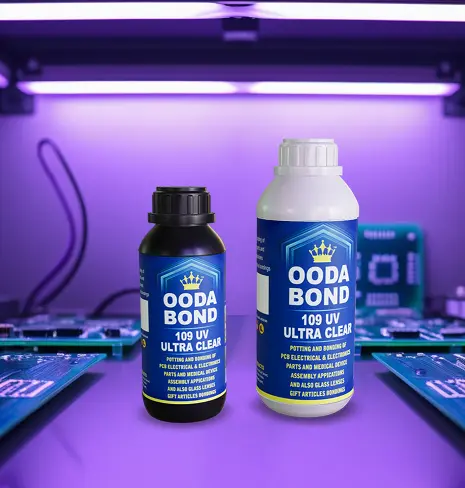 OODA
BOND
109 UV
ULTRA CLEAR
POTTING AND BONDING OF
PCB ELECTRICAL & ELECTRONICS
PARTS AND MEDICAL DEVICE
ASSEMBLY APPLICATIONS
AND ALSO GLASS LENSES
GIFT ARTICLES BONDINGS
OODA
BOND
109 UV
ULTRA CLEAR
POTTING AND BONDING OF
PCB ELECTRICAL & ELECTRONICS
PARTS AND MEDICAL DEVICE
ASSEMBLY APPLICATIONS
AND ALSO GLASS LENSES
GIFT ARTICLES BONDINGS